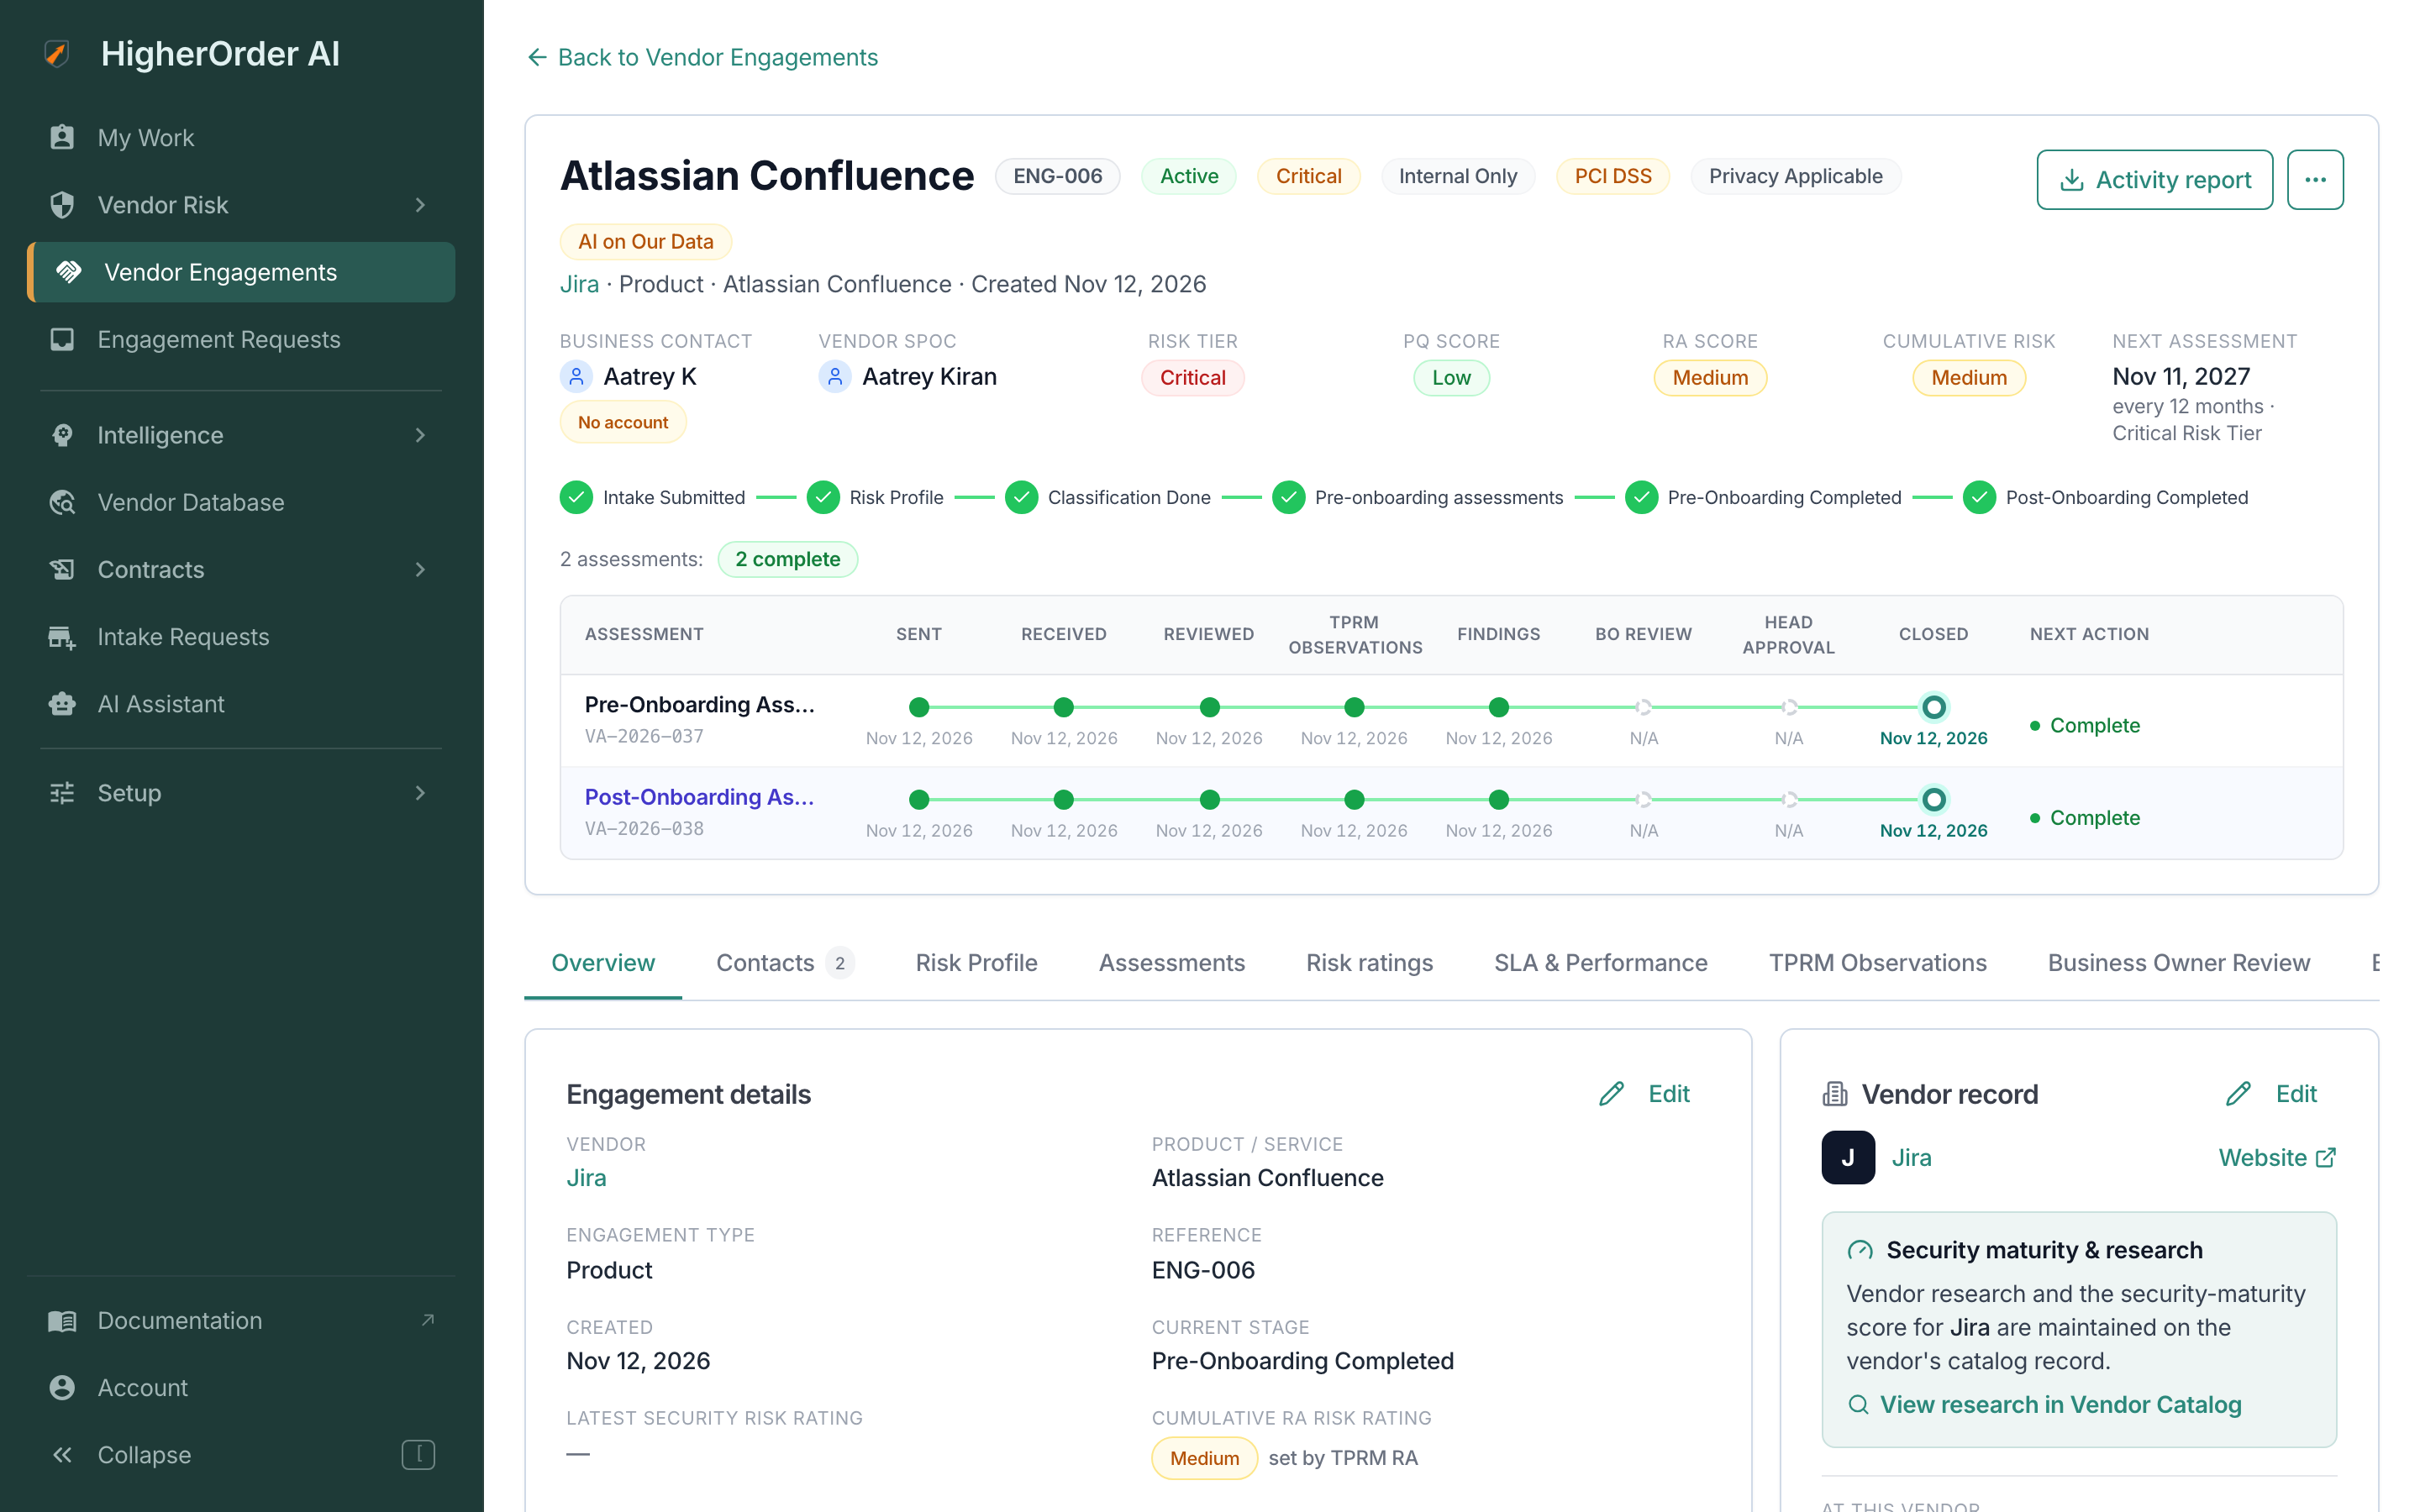 HigherOrder AI
My Work
Vendor Risk
Vendor Engagements
Engagement Requests
Intelligence
Vendor Database
Contracts
Intake Requests
AI Assistant
Setup
Documentation
Account
Collapse
[
Back to Vendor Engagements
Atlassian Confluence ENG-006 Active Critical Internal Only PCI DSS Privacy Applicable
AI on Our Data
Activity report
Jira · Product · Atlassian Confluence · Created Nov 12, 2026
BUSINESS CONTACT VENDOR SPOC RISK TIER PQ SCORE RA SCORE CUMULATIVE RISK NEXT ASSESSMENT
Aatrey K Aatrey Kiran Critical Low Medium Medium Nov 11, 2027
No account
every 12 months ·
Critical Risk Tier
Intake Submitted Risk Profile Classification Done Pre-onboarding assessments Pre-Onboarding Completed Post-Onboarding Completed
2 assessments: 2 complete
ASSESSMENT SENT RECEIVED REVIEWED TPRM OBSERVATIONS FINDINGS BO REVIEW HEAD APPROVAL CLOSED NEXT ACTION
Pre-Onboarding Ass...
VA-2026-037
Nov 12, 2026 Nov 12, 2026 Nov 12, 2026 Nov 12, 2026 Nov 12, 2026 N/A N/A Nov 12, 2026
Complete
Post-Onboarding As...
VA-2026-038
Nov 12, 2026 Nov 12, 2026 Nov 12, 2026 Nov 12, 2026 Nov 12, 2026 N/A N/A Nov 12, 2026
Complete
Overview Contacts 2 Risk Profile Assessments Risk ratings SLA & Performance TPRM Observations Business Owner Review
Engagement details Edit
VENDOR PRODUCT / SERVICE
Jira Atlassian Confluence
ENGAGEMENT TYPE REFERENCE
Product ENG-006
CREATED CURRENT STAGE
Nov 12, 2026 Pre-Onboarding Completed
LATEST SECURITY RISK RATING CUMULATIVE RA RISK RATING
— Medium set by TPRM RA
Vendor record Edit
J Jira Website
Security maturity & research
Vendor research and the security-maturity
score for Jira are maintained on the
vendor's catalog record.
View research in Vendor Catalog
AT THIS VENDOR